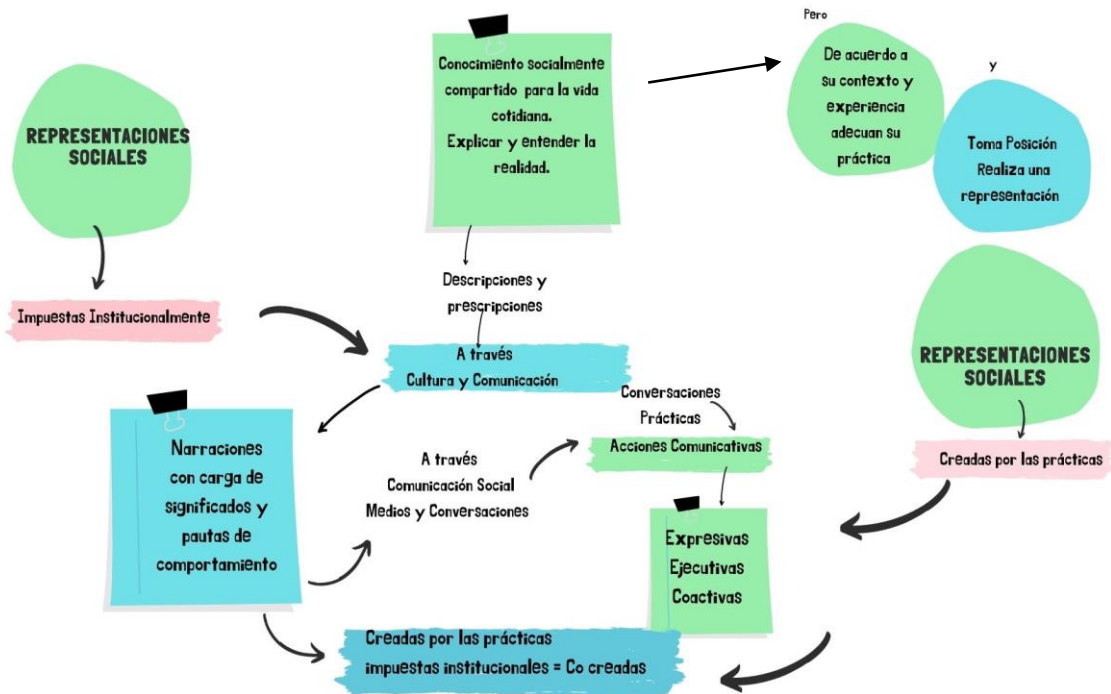 REPRESENTACIONES
SOCIALES
Impuestas Institucionalmente
Conocimiento socialmente
compartido para la vida
cotidiana.
Explicar y entender la
realidad.
Pero
De acuerdo a
su contexto y
experiencia
adecuan su
práctica
y
Toma Posición
Realiza una
representación
Descripciones y
prescripciones
A través
Cultura y Comunicación
Narraciones
con carga de
significados y
pautas de
comportamiento
A través
Comunicación Social
Medios y Conversaciones
Conversaciones
Prácticas
Acciones Comunicativas
Expresivas
Ejecutivas
Coactivas
REPRESENTACIONES
SOCIALES
Creadas por las prácticas
Creadas por las prácticas
impuestas institucionales = Co creadas